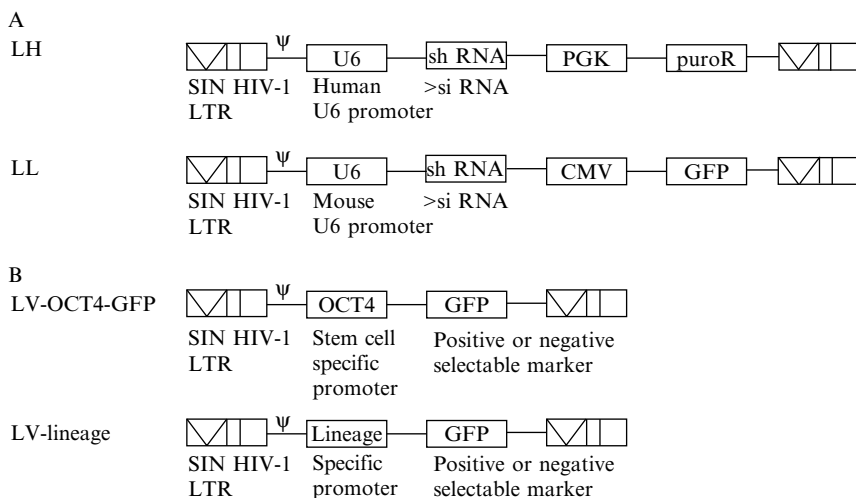 A
LH
ψ
U6 sh RNA PGK puroR
SIN HIV-1 Human >si RNA
LTR U6 promoter
LL
ψ
U6 sh RNA CMV GFP
SIN HIV-1 Mouse >si RNA
LTR U6 promoter
B
LV-OCT4-GFP
ψ
OCT4 GFP
SIN HIV-1 Stem cell Positive or negative
LTR specific selectable marker
promoter
LV-lineage
ψ
Lineage GFP
SIN HIV-1 Specific Positive or negative
LTR promoter selectable marker